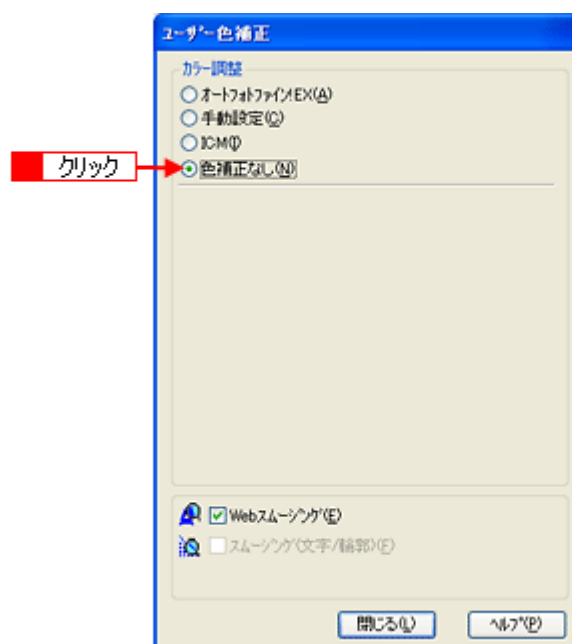 ユーザー色補正
カラー調整
オートフォトファイン!EX(A)
手動設定(C)
ICM(I)
クリック
色補正なし(N)
Webスムージング(E)
スムージング(文字/輪郭)(F)
閉じる(L)
ヘルプ(P)